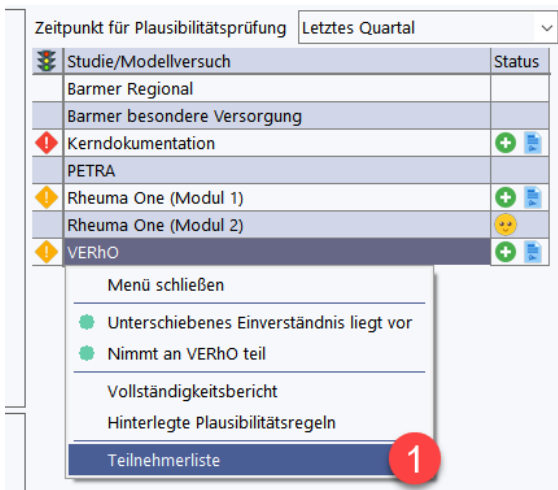 Zeitpunkt für Plausibilitätsprüfung Letztes Quartal
Studie/Modellversuch Status
Barmer Regional
Barmer besondere Versorgung
Kerndokumentation
PETRA
Rheuma One (Modul 1)
Rheuma One (Modul 2)
VERhO
Menü schließen
Unterschiebenes Einverständnis liegt vor
Nimmt an VERhO teil
Vollständigkeitsbericht
Hinterlegte Plausibilitätsregeln
Teilnehmerliste 1